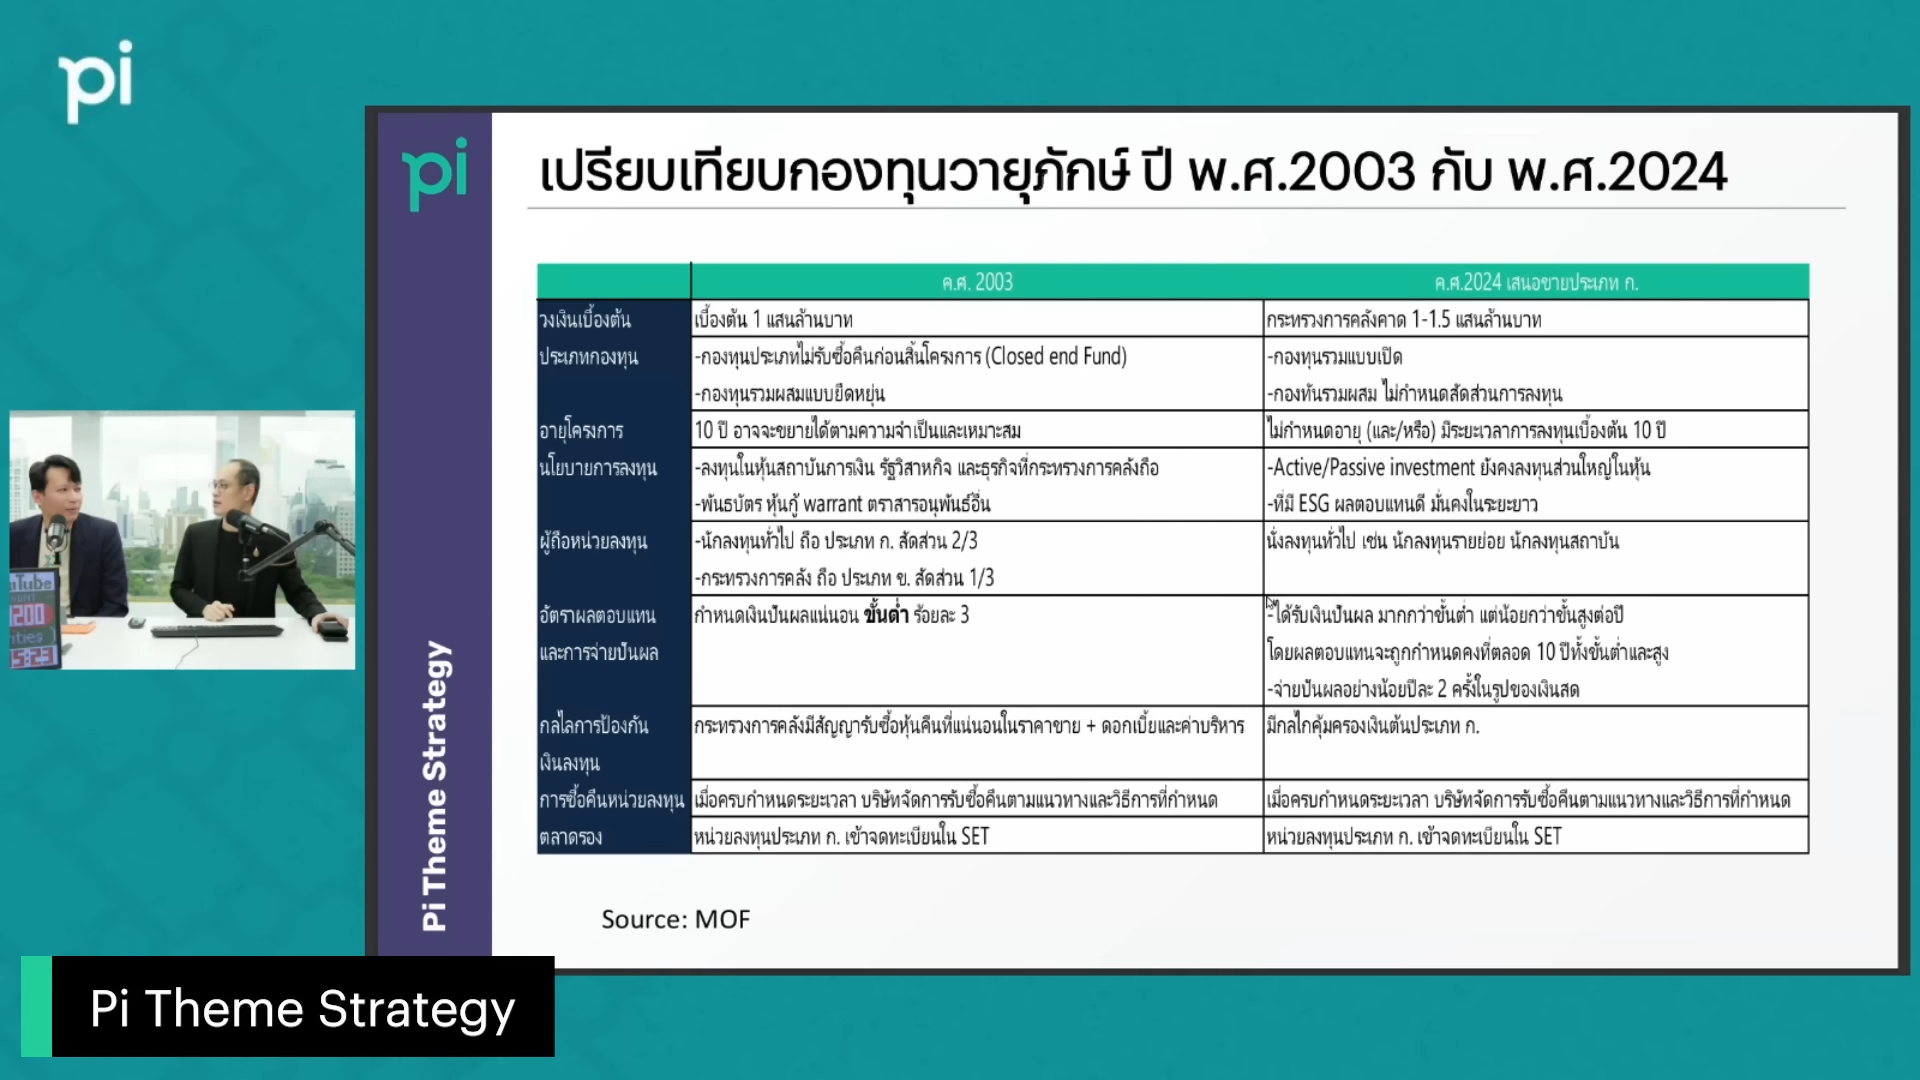 pi
pi
เปรียบเทียบกองทุนวายุภักษ์ ปี พ.ศ.2003 กับ พ.ศ.2024
ค.ศ. 2003
ค.ศ.2024 เสนอขายประเภท ก.
วงเงินเบื้องต้น
เบื้องต้น 1 แสนล้านบาท
กระทรวงการคลังคาด 1-1.5 แสนล้านบาท
ประเภทกองทุน
-กองทุนประเภทไม่รับซื้อคืนก่อนสิ้นโครงการ (Closed end Fund)
-กองทุนรวมผสมแบบยืดหยุ่น
-กองทุนรวมแบบเปิด
-กองทันรวมผสม ไม่กำหนดสัดส่วนการลงทุน
อายุโครงการ
10 ปี อาจจะขยายได้ตามความจำเป็นและเหมาะสม
ไม่กำหนดอายุ (และ/หรือ) มีระยะเวลาการลงทุนเบื้องต้น 10 ปี
นโยบายการลงทุน
-ลงทุนในหุ้นสถาบันการเงิน รัฐวิสาหกิจ และธุรกิจที่กระทรวงการคลังถือ
-พันธบัตร หุ้นกู้ warrant ตราสารอนุพันธ์อื่น
-Active/Passive investment ยังคงลงทุนส่วนใหญ่ในหุ้น
-ที่มี ESG ผลตอบแทนดี มั่นคงในระยะยาว
ผู้ถือหน่วยลงทุน
-นักลงทุนทั่วไป ถือ ประเภท ก. สัดส่วน 2/3
-กระทรวงการคลัง ถือ ประเภท ข. สัดส่วน 1/3
นั่งลงทุนทั่วไป เช่น นักลงทุนรายย่อย นักลงทุนสถาบัน
อัตราผลตอบแทน
และการจ่ายปันผล
กำหนดเงินปันผลแน่นอน ขั้นต่ำ ร้อยละ 3
-ได้รับเงินปันผล มากกว่าขั้นต่ำ แต่น้อยกว่าขั้นสูงต่อปี
โดยผลตอบแทนจะถูกกำหนดคงที่ตลอด 10 ปีทั้งขั้นต่ำและสูง
-จ่ายปันผลอย่างน้อยปีละ 2 ครั้งในรูปของเงินสด
กลไลการป้องกัน
เงินลงทุน
กระทรวงการคลังมีสัญญารับซื้อหุ้นคืนที่แน่นอนในราคาขาย + ดอกเบี้ยและค่าบริหาร
มีกลไกคุ้มครองเงินต้นประเภท ก.
การซื้อคืนหน่วยลงทุน
เมื่อครบกำหนดระยะเวลา บริษัทจัดการรับซื้อคืนตามแนวทางและวิธีการที่กำหนด
เมื่อครบกำหนดระยะเวลา บริษัทจัดการรับซื้อคืนตามแนวทางและวิธีการที่กำหนด
ตลาดรอง
หน่วยลงทุนประเภท ก. เข้าจดทะเบียนใน SET
หน่วยลงทุนประเภท ก. เข้าจดทะเบียนใน SET
Source: MOF
Pi Theme Strategy
Pi Theme Strategy